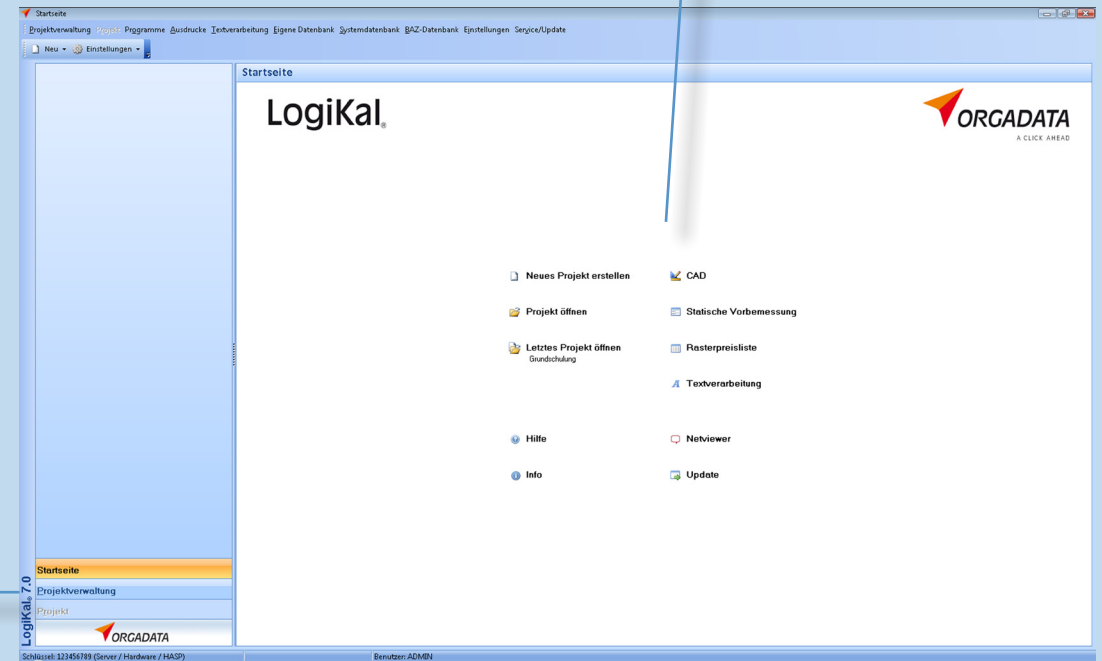 Startseite
Projektverwaltung Projekt Programme Ausdrucke Textverarbeitung Eigene Datenbank Systemdatenbank BAZ-Datenbank Einstellungen Service/Update
Neu Einstellungen
Startseite
LogiKal®
ORGADATA
A CLICK AHEAD
Neues Projekt erstellen CAD
Projekt öffnen Statische Vorbemessung
Letztes Projekt öffnen Rasterpreisliste
Grundschulung
Textverarbeitung
Hilfe Netviewer
Info Update
Startseite
Projektverwaltung
Projekt
LogiKal® 7.0
ORGADATA
Schlüssel: 123456789 (Server / Hardware / HASP) Benutzer: ADMIN